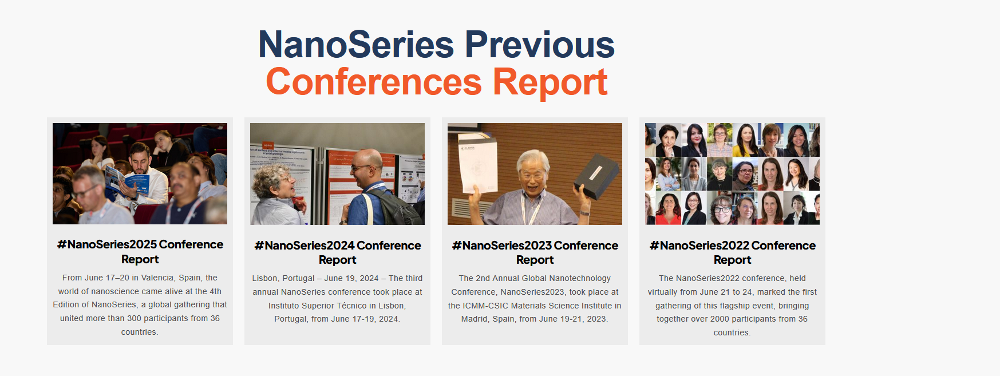 NanoSeries Previous
Conferences Report
#NanoSeries2025 Conference
Report
From June 17–20 in Valencia, Spain, the
world of nanoscience came alive at the 4th
Edition of NanoSeries, a global gathering that
united more than 300 participants from 36
countries.
#NanoSeries2024 Conference
Report
Lisbon, Portugal – June 19, 2024 – The third
annual NanoSeries conference took place at
Instituto Superior Técnico in Lisbon,
Portugal, from June 17-19, 2024.
#NanoSeries2023 Conference
Report
The 2nd Annual Global Nanotechnology
Conference, NanoSeries2023, took place at
the ICMM-CSIC Materials Science Institute in
Madrid, Spain, from June 19-21, 2023.
#NanoSeries2022 Conference
Report
The NanoSeries2022 conference, held
virtually from June 21 to 24, marked the first
gathering of this flagship event, bringing
together over 2000 participants from 36
countries.